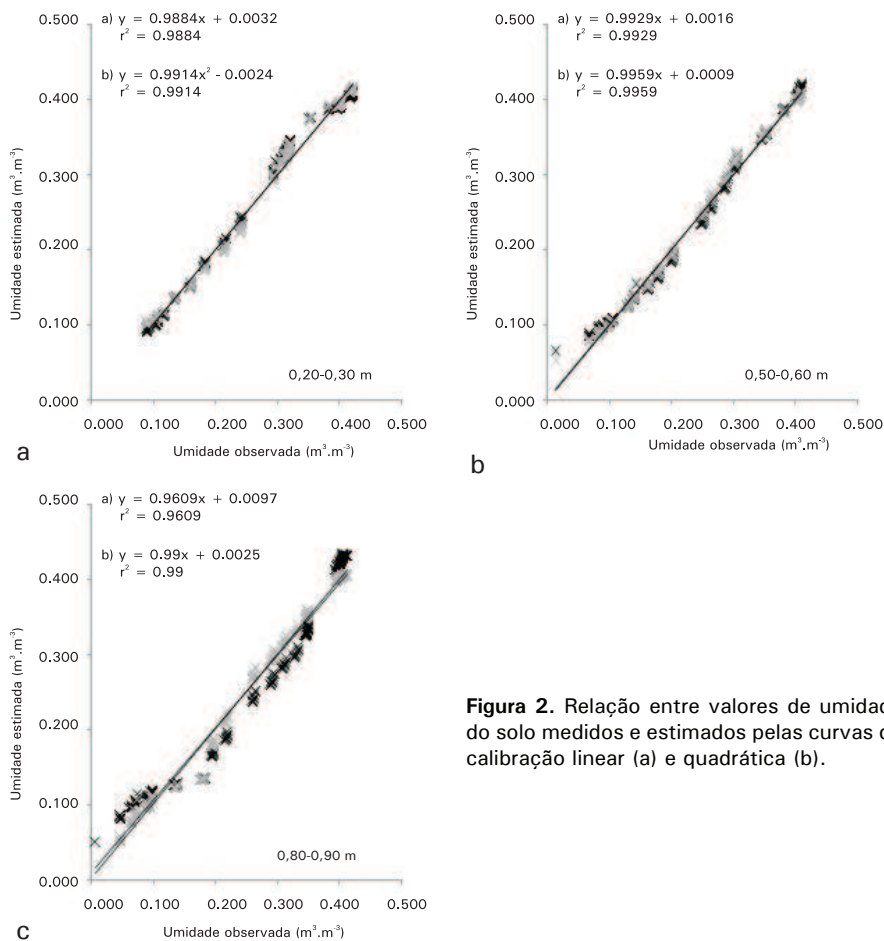 0.500
0.400
0.300
0.200
0.100
0.000
Umidade estimada (m³.m⁻³)
a) y = 0.9884x + 0.0032
r² = 0.9884
b) y = 0.9914x² - 0.0024
r² = 0.9914
0,20-0,30 m
0.000 0.100 0.200 0.300 0.400 0.500
Umidade observada (m³.m⁻³)
a
0.500
0.400
0.300
0.200
0.100
0.000
Umidade estimada (m³.m⁻³)
a) y = 0.9929x + 0.0016
r² = 0.9929
b) y = 0.9959x + 0.0009
r² = 0.9959
0,50-0,60 m
0.000 0.100 0.200 0.300 0.400 0.500
Umidade observada (m³.m⁻³)
b
0.500
0.400
0.300
0.200
0.100
0.000
Umidade estimada (m³.m⁻³)
a) y = 0.9609x + 0.0097
r² = 0.9609
b) y = 0.99x + 0.0025
r² = 0.99
0,80-0,90 m
0.000 0.100 0.200 0.300 0.400 0.500
Umidade observada (m³.m⁻³)
c
Figura 2. Relação entre valores de umidad
do solo medidos e estimados pelas curvas
calibração linear (a) e quadrática (b).